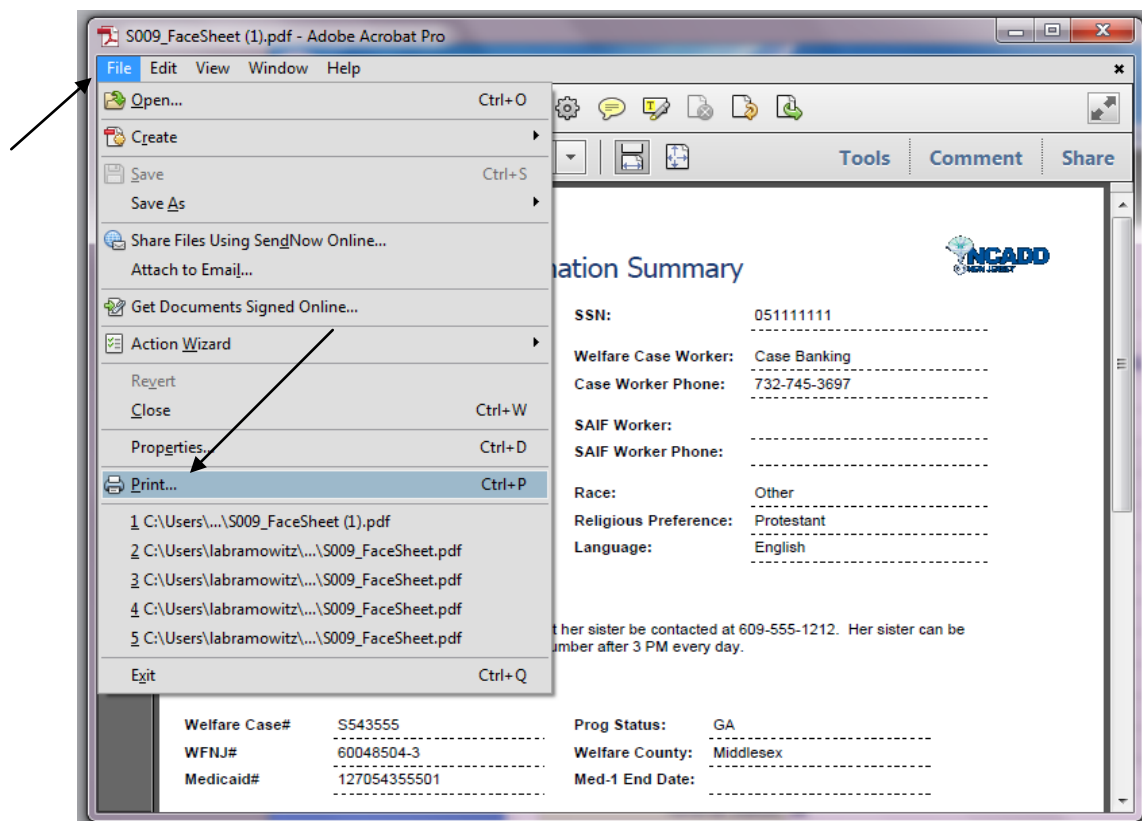 S009_FaceSheet (1).pdf - Adobe Acrobat Pro
File Edit View Window Help
Open... Ctrl+O
Create
Save Ctrl+S
Save As
Share Files Using SendNow Online...
Attach to Email...
Get Documents Signed Online...
Action Wizard
Revert
Close Ctrl+W
Properties... Ctrl+D
Print... Ctrl+P
1 C:\Users\...\S009_FaceSheet (1).pdf
2 C:\Users\labramowitz\...\S009_FaceSheet.pdf
3 C:\Users\labramowitz\...\S009_FaceSheet.pdf
4 C:\Users\labramowitz\...\S009_FaceSheet.pdf
5 C:\Users\labramowitz\...\S009_FaceSheet.pdf
Exit Ctrl+Q
Tools Comment Share
NCADD
NEW JERSEY
ation Summary
SSN: 051111111
Welfare Case Worker: Case Banking
Case Worker Phone: 732-745-3697
SAIF Worker:
SAIF Worker Phone:
Race: Other
Religious Preference: Protestant
Language: English
t her sister be contacted at 609-555-1212. Her sister can be
umber after 3 PM every day.
Welfare Case# S543555 Prog Status: GA
WFNJ# 60048504-3 Welfare County: Middlesex
Medicaid# 127054355501 Med-1 End Date: